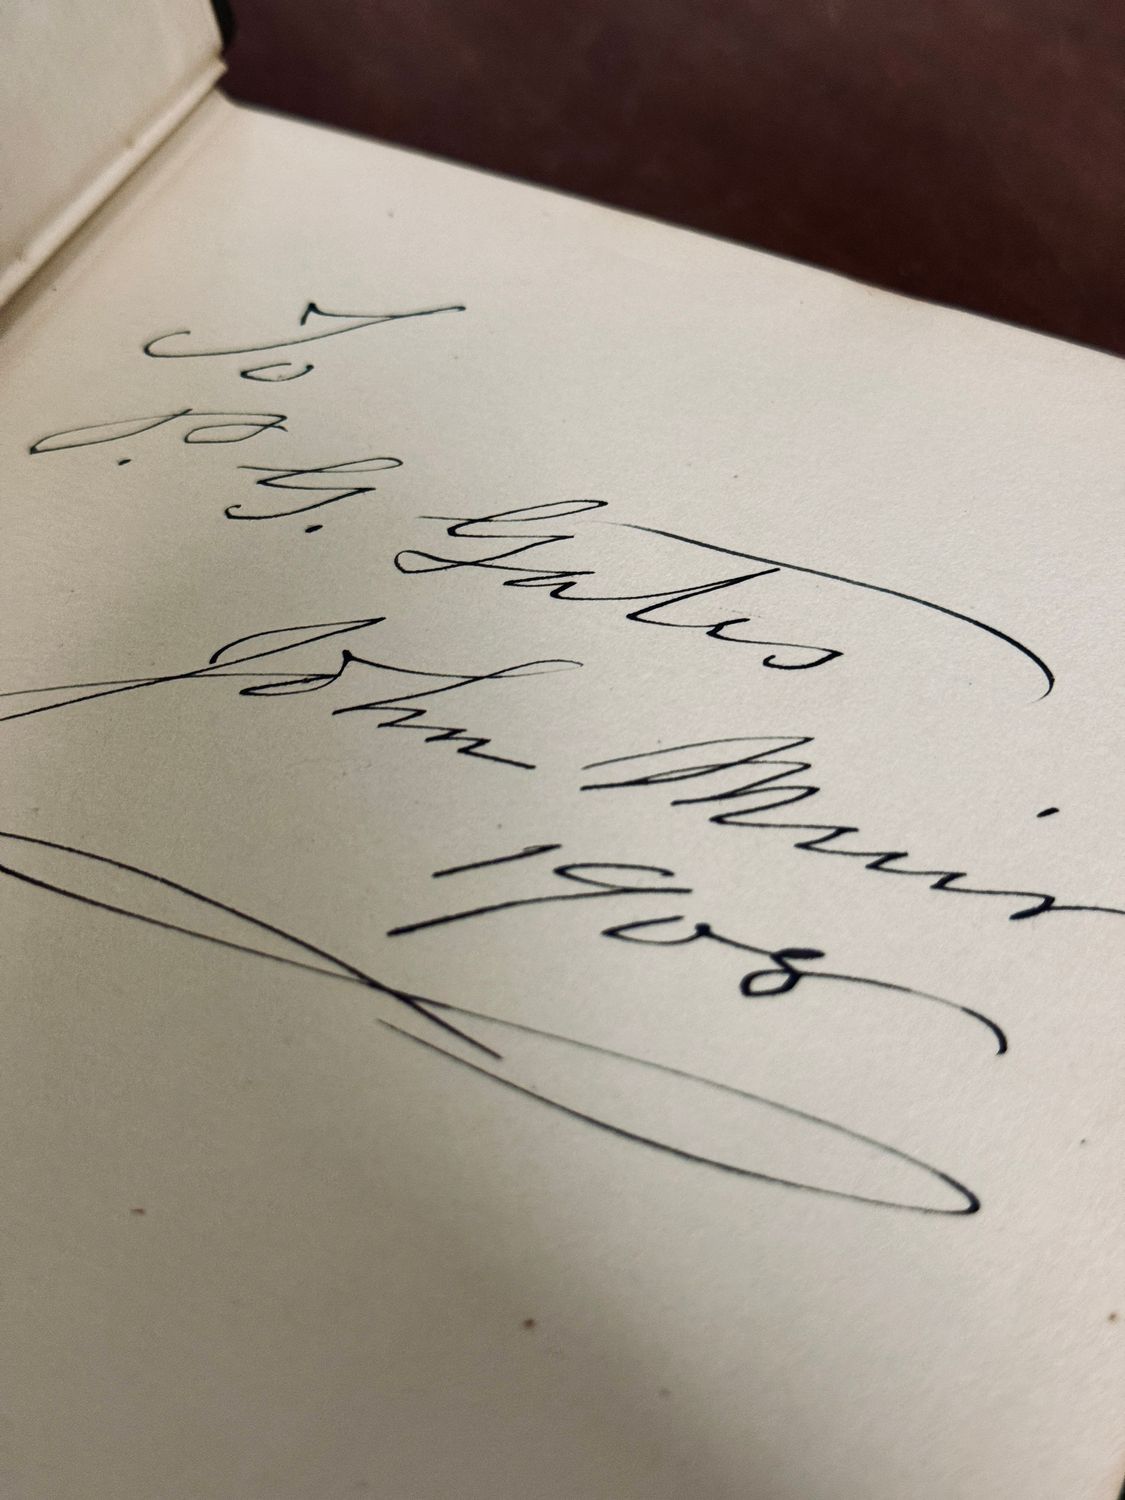 To
P. G. Gates
John Muir
1908